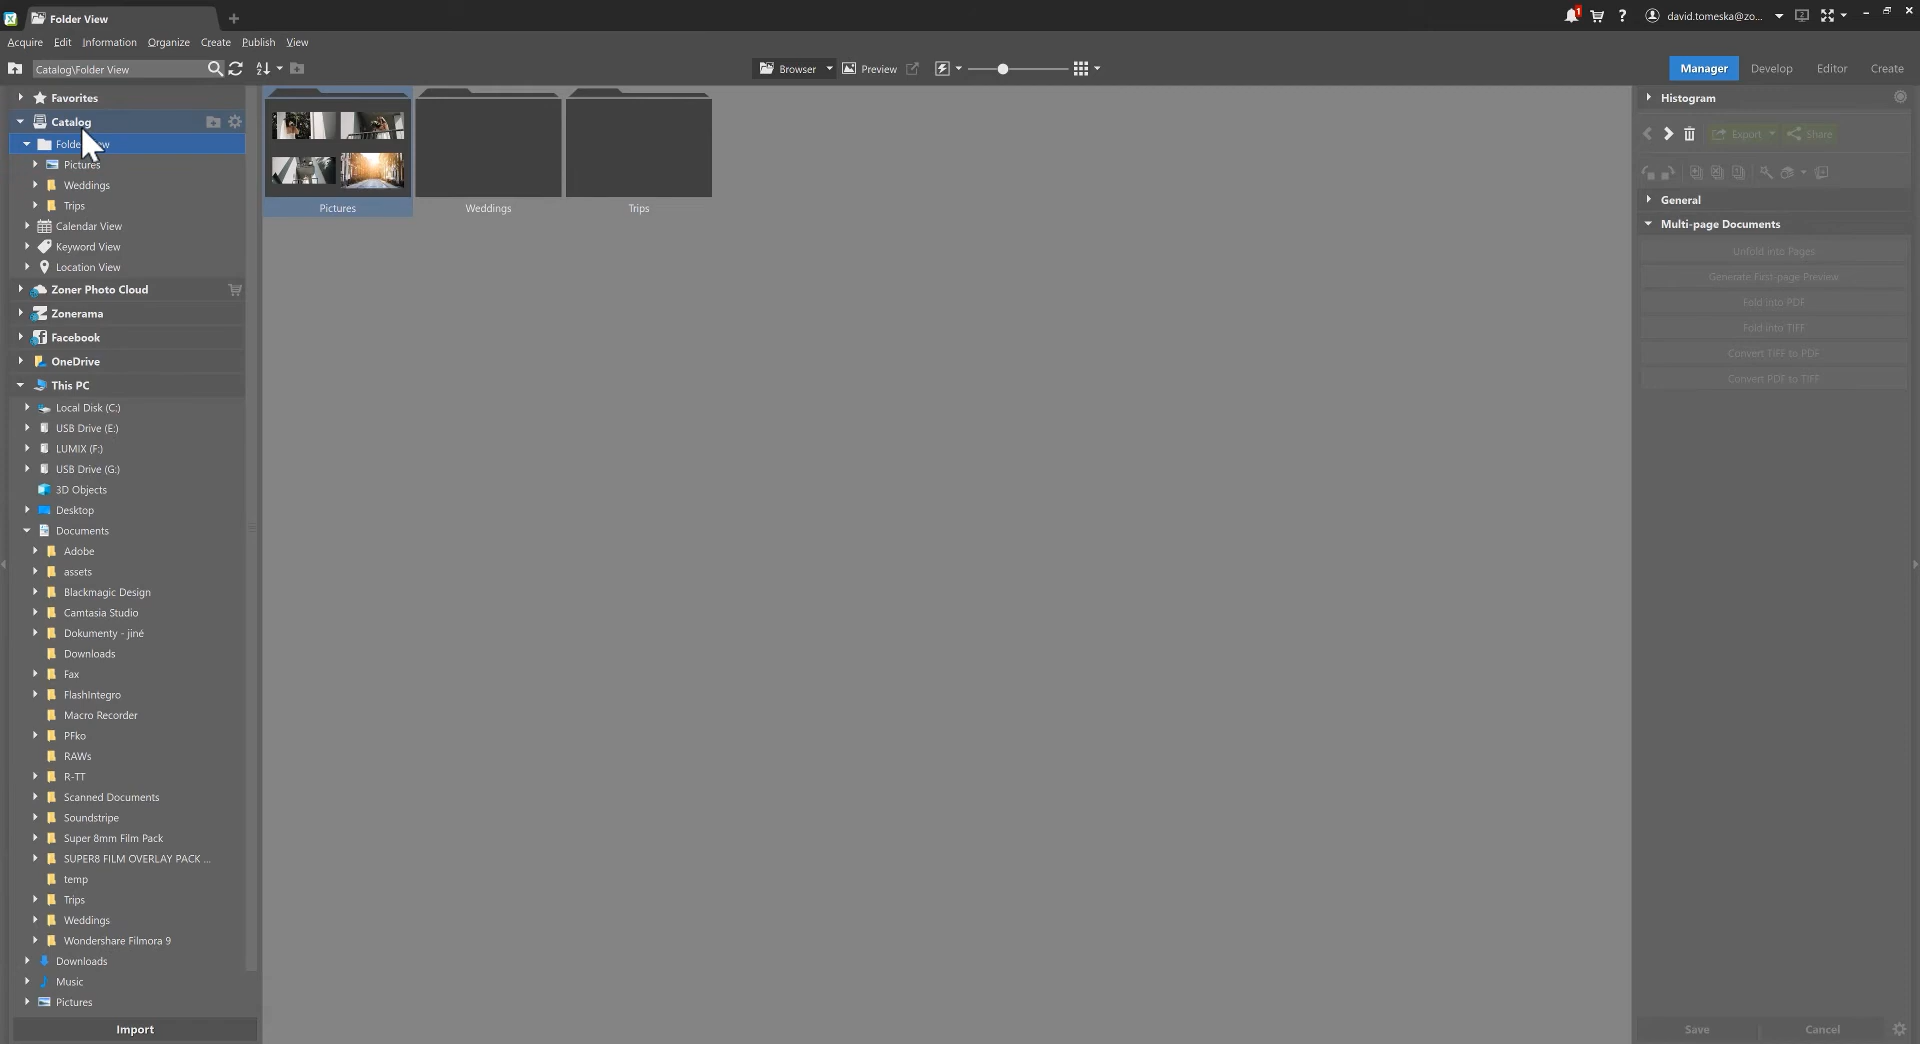 Folder View
1
david.tomeska@zo...
2
Acquire Edit Information Organize Create Publish View
Catalog\Folder View
Browser
Preview
Manager
Develop
Editor
Create
Favorites
Catalog
Pictures
Weddings
Trips
Calendar View
Keyword View
Location View
Zoner Photo Cloud
Zonerama
Facebook
OneDrive
This PC
Local Disk (C:)
USB Drive (E:)
LUMIX (F:)
USB Drive (G:)
3D Objects
Desktop
Documents
Adobe
assets
Blackmagic Design
Camtasia Studio
Dokumenty - jiné
Downloads
Fax
FlashIntegro
Macro Recorder
PFko
RAWs
R-TT
Scanned Documents
Soundstripe
Super 8mm Film Pack
SUPER8 FILM OVERLAY PACK ...
temp
Trips
Weddings
Wondershare Filmora 9
Downloads
Music
Pictures
Import
Pictures
Weddings
Trips
Histogram
Export
Share
General
Multi-page Documents
Unfold into Pages
Generate First-page Preview
Fold into PDF
Fold into TIFF
Convert TIFF to PDF
Convert PDF to TIFF
Save
Cancel